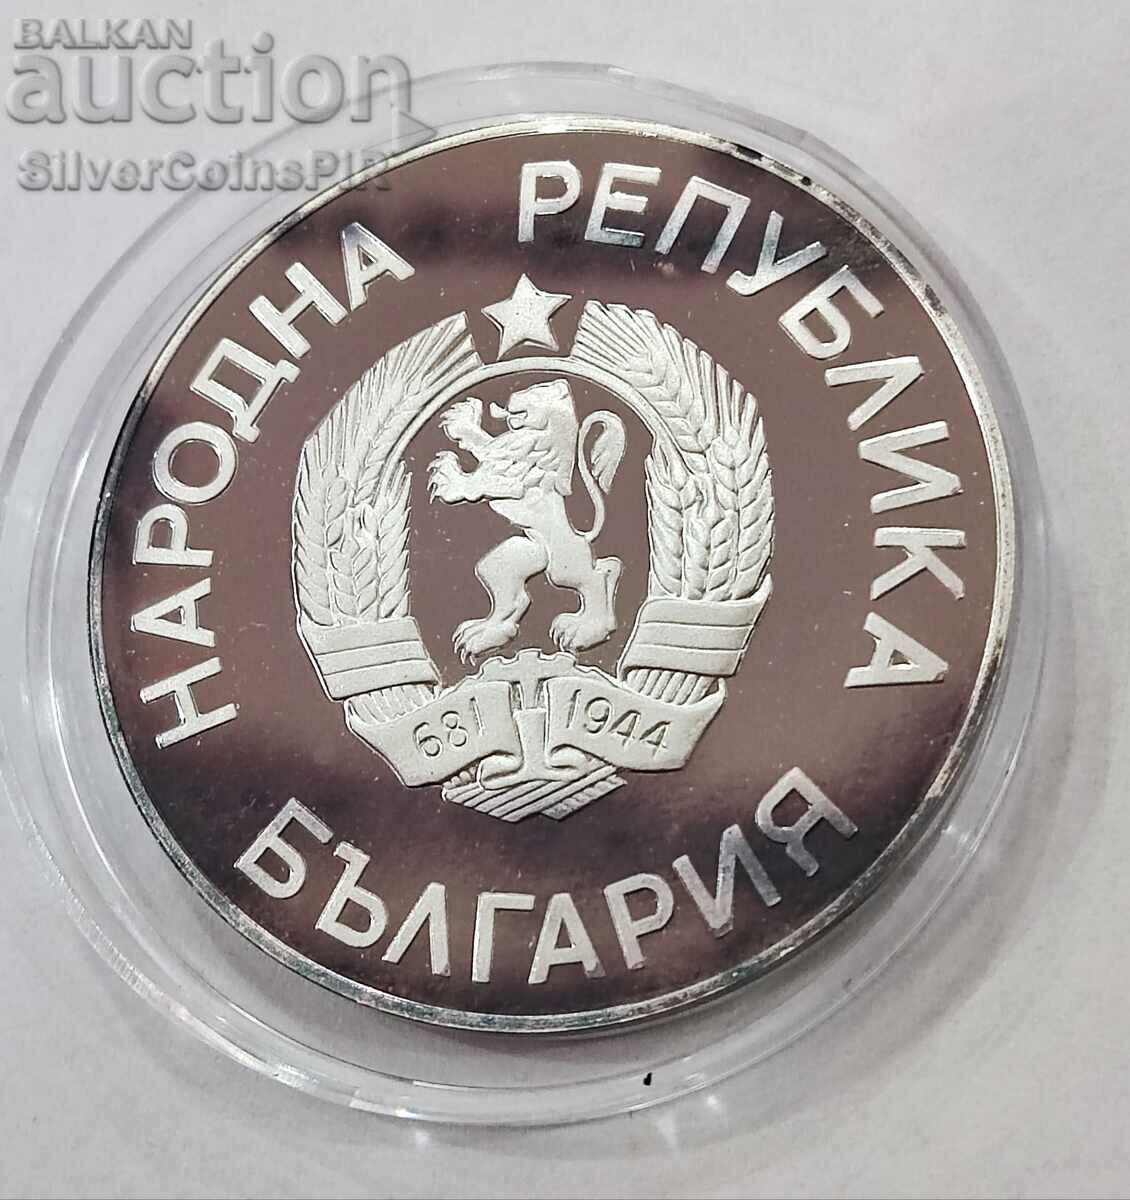 BALKAN
auction
SilverCoinsPIR
НАРОДНА РЕПУБЛИКА
681 1944
БЪЛГАРИЯ